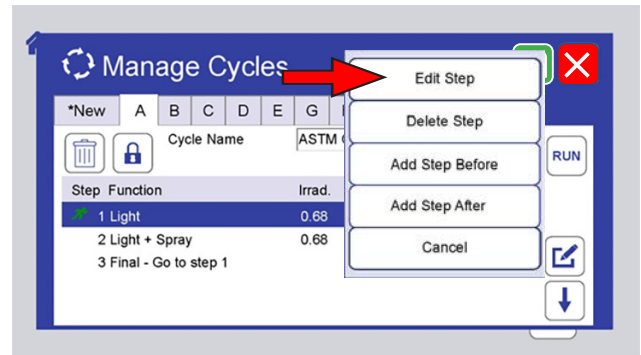 Manage Cycles
Edit Step
*New A B C D E G
Delete Step
Cycle Name ASTM
RUN
Add Step Before
Step Function Irrad.
Add Step After
1 Light 0.68
2 Light + Spray 0.68
Cancel
3 Final - Go to step 1